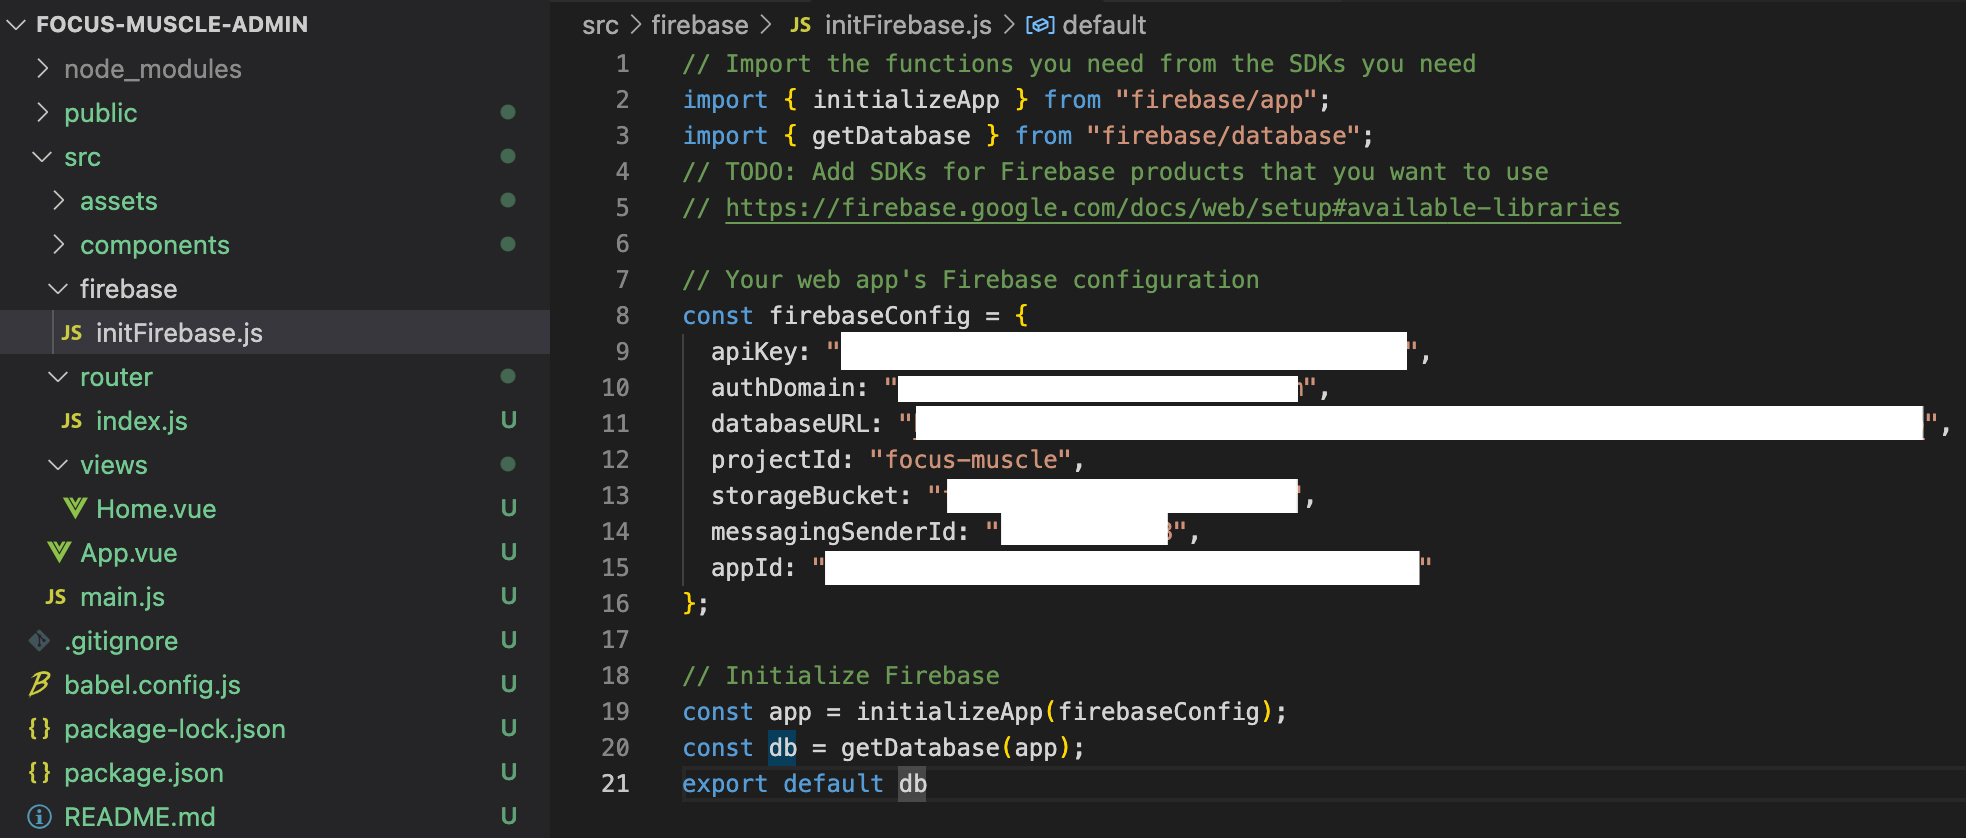 FOCUS-MUSCLE-ADMIN
node_modules
public
src
assets
components
firebase
JS initFirebase.js
router
JS index.js U
views
Home.vue U
App.vue U
JS main.js U
.gitignore U
babel.config.js U
{} package-lock.json U
{} package.json U
README.md U
src > firebase > JS initFirebase.js > default
1 // Import the functions you need from the SDKs you need
2 import { initializeApp } from "firebase/app";
3 import { getDatabase } from "firebase/database";
4 // TODO: Add SDKs for Firebase products that you want to use
5 // https://firebase.google.com/docs/web/setup#available-libraries
6
7 // Your web app's Firebase configuration
8 const firebaseConfig = {
9 apiKey: "",
10 authDomain: "",
11 databaseURL: "",
12 projectId: "focus-muscle",
13 storageBucket: "",
14 messagingSenderId: "",
15 appId: ""
16 };
17
18 // Initialize Firebase
19 const app = initializeApp(firebaseConfig);
20 const db = getDatabase(app);
21 export default db